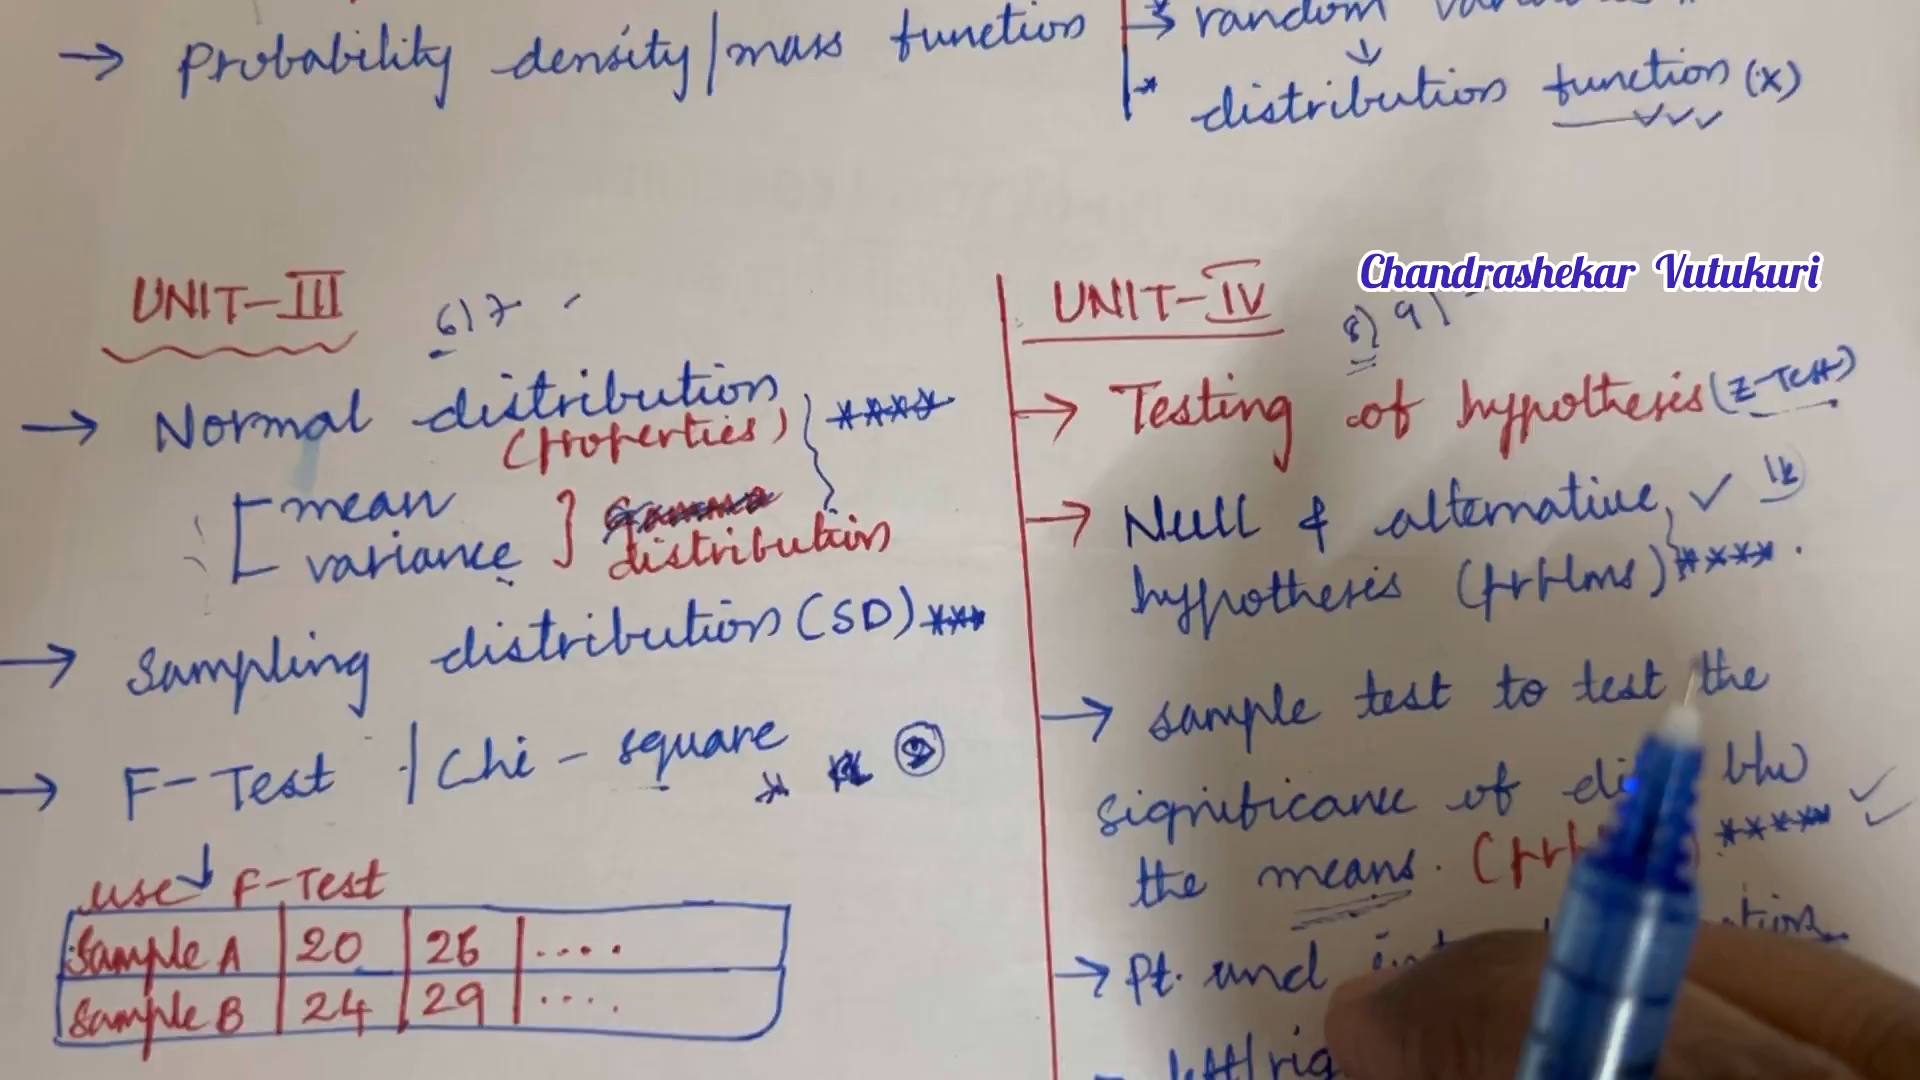 → Probability density/mass function
→ random
* distribution function (x)
Chandrashekar Vutukuri
UNIT-III
6) 7
→ Normal distribution ****
(properties)
mean
variance
distribution
→ Sampling distribution (SD) ***
→ F-Test / Chi-square
use F-Test
Sample A 20 26 ....
Sample B 24 29 ....
UNIT-IV
8) 9)
→ Testing of hypothesis (Z-Test)
→ Null & alternative ✓
hypothesis (prblms) ****
→ sample test to test the
significance of blw
the means. *****
→ Pt. and